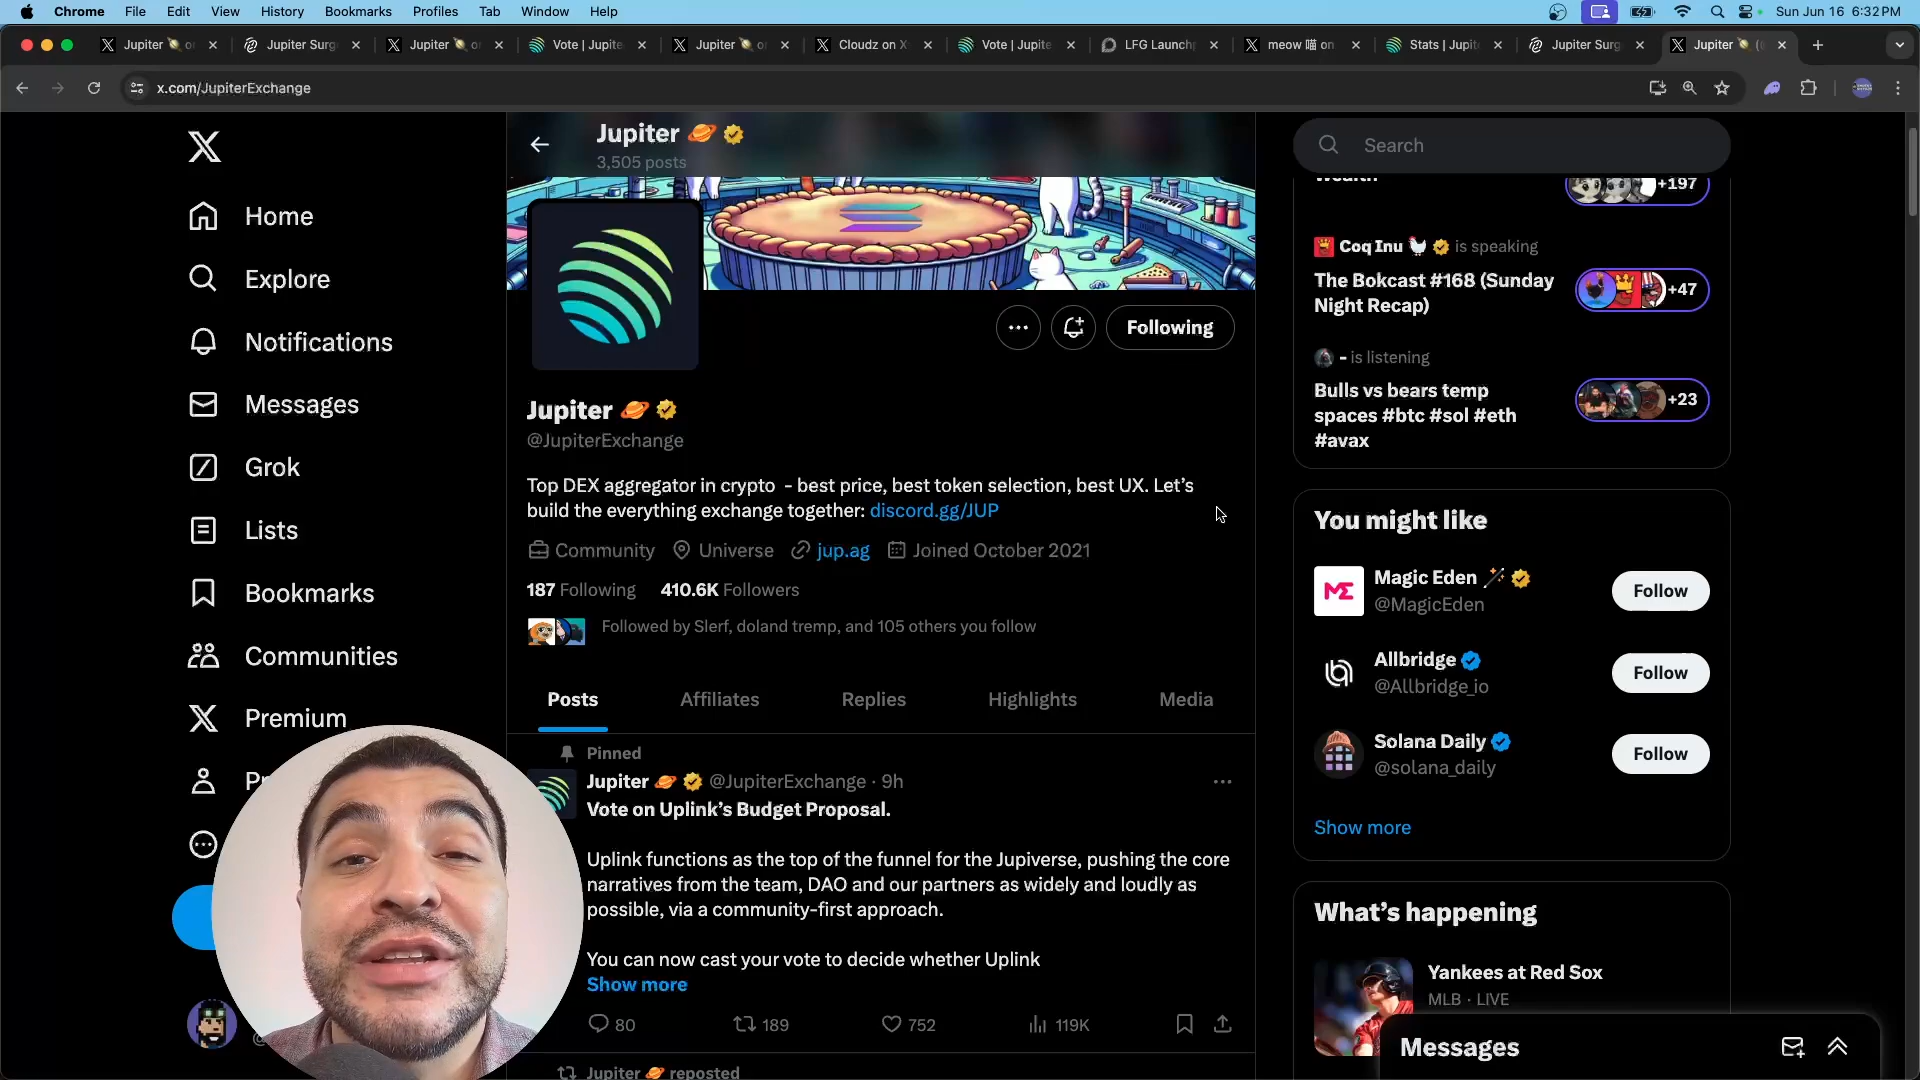 Chrome File Edit View History Bookmarks Profiles Tab Window Help
Sun Jun 16 6:32 PM
Jupiter
Jupiter Surg
Jupiter
Vote | Jupite
Jupiter
Cloudz on X
Vote | Jupite
LFG Launch
meow 喵 on
Stats | Jupit
Jupiter Surg
Jupiter
x.com/JupiterExchange
Home
Explore
Notifications
Messages
Grok
Lists
Bookmarks
Communities
Premium
Jupiter
3,505 posts
Following
Jupiter
@JupiterExchange
Top DEX aggregator in crypto - best price, best token selection, best UX. Let’s
build the everything exchange together: discord.gg/JUP
Community Universe jup.ag Joined October 2021
187 Following 410.6K Followers
Followed by Slerf, doland tremp, and 105 others you follow
Posts Affiliates Replies Highlights Media
Pinned
Jupiter @JupiterExchange · 9h
Vote on Uplink’s Budget Proposal.
Uplink functions as the top of the funnel for the Jupiverse, pushing the core
narratives from the team, DAO and our partners as widely and loudly as
possible, via a community-first approach.
You can now cast your vote to decide whether Uplink
Show more
80 189 752 119K
Jupiter reposted
Search
+197
Coq Inu is speaking
The Bokcast #168 (Sunday
Night Recap)
+47
- is listening
Bulls vs bears temp
spaces #btc #sol #eth
#avax
+23
You might like
Magic Eden
@MagicEden
Follow
Allbridge
@Allbridge_io
Follow
Solana Daily
@solana_daily
Follow
Show more
What’s happening
Yankees at Red Sox
MLB · LIVE
Messages